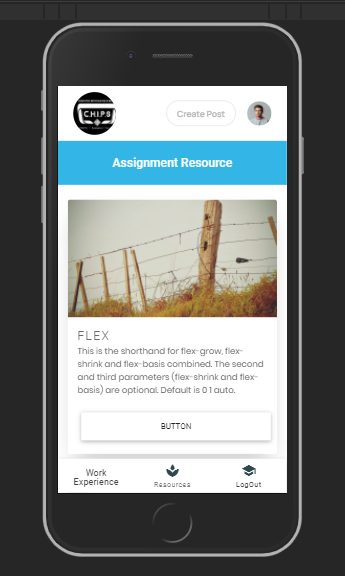 C.H.I.P.S
Create Post
Assignment Resource
FLEX
This is the shorthand for flex-grow, flex-
shrink and flex-basis combined. The second
and third parameters (flex-shrink and flex-
basis) are optional. Default is 0 1 auto.
BUTTON
Work
Experience
Resources
LogOut